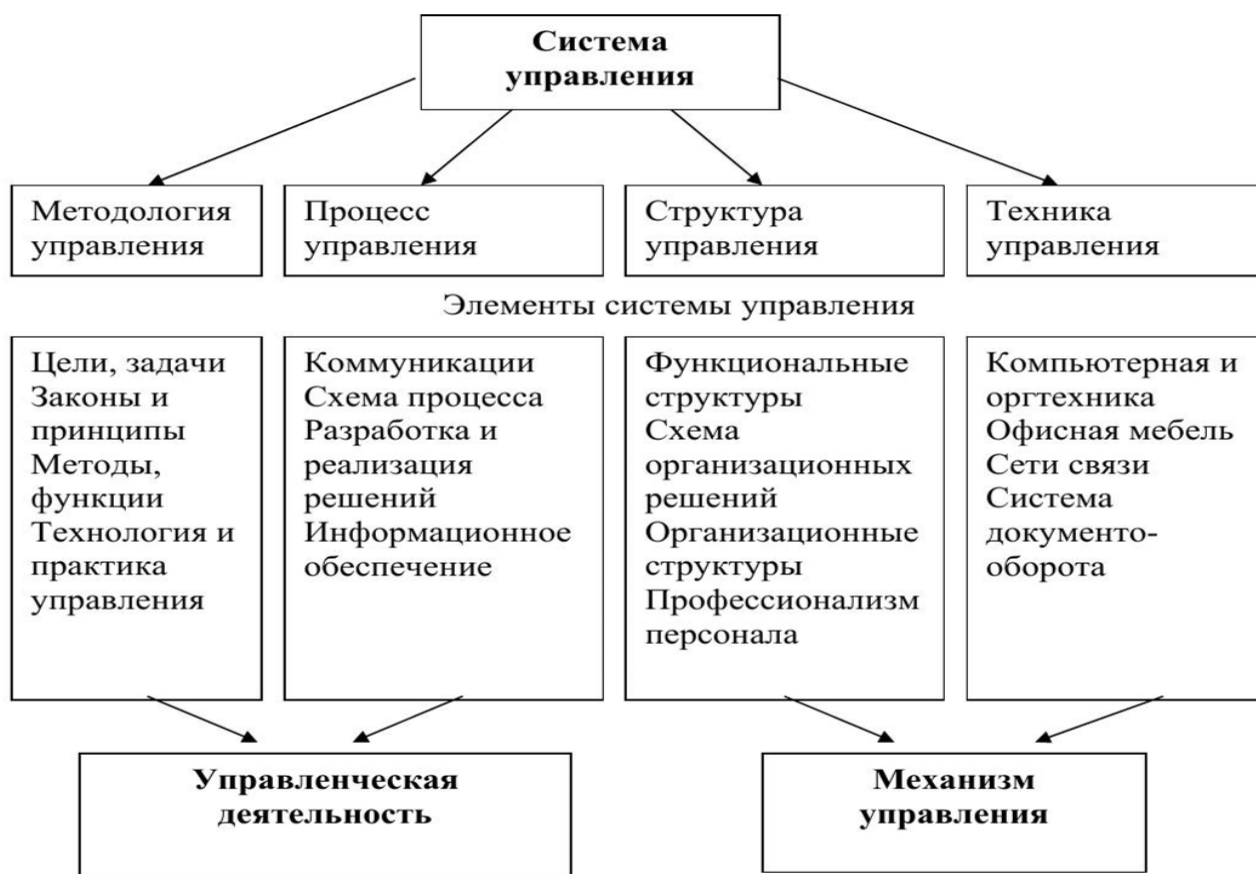 Система
управления
Методология
управления
Процесс
управления
Структура
управления
Техника
управления
Элементы системы управления
Цели, задачи
Законы и
принципы
Методы,
функции
Технология и
практика
управления
Коммуникации
Схема процесса
Разработка и
реализация
решений
Информационное
обеспечение
Функциональные
структуры
Схема
организационных
решений
Организационные
структуры
Профессионализм
персонала
Компьютерная и
оргтехника
Офисная мебель
Сети связи
Система
документо-
оборота
Управленческая
деятельность
Механизм
управления